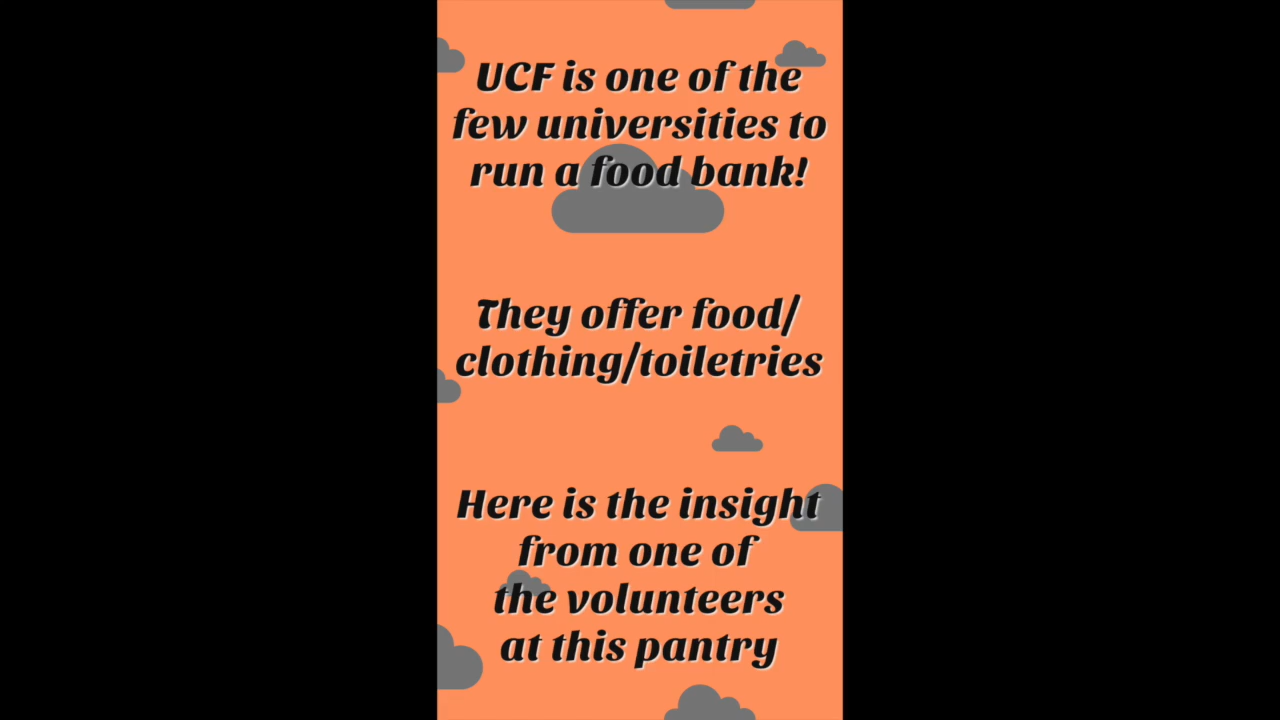 UCF is one of the
few universities to
run a food bank!
They offer food/
clothing/toiletries
Here is the insight
from one of
the volunteers
at this pantry